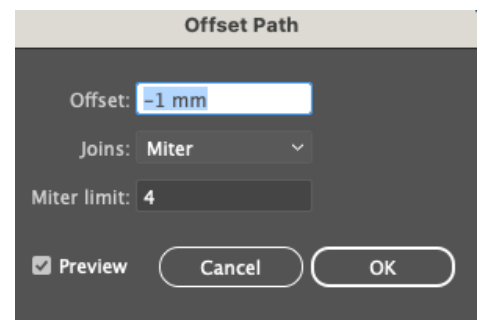 Offset Path
Offset: -1 mm
Joins: Miter
Miter limit: 4
Preview Cancel OK